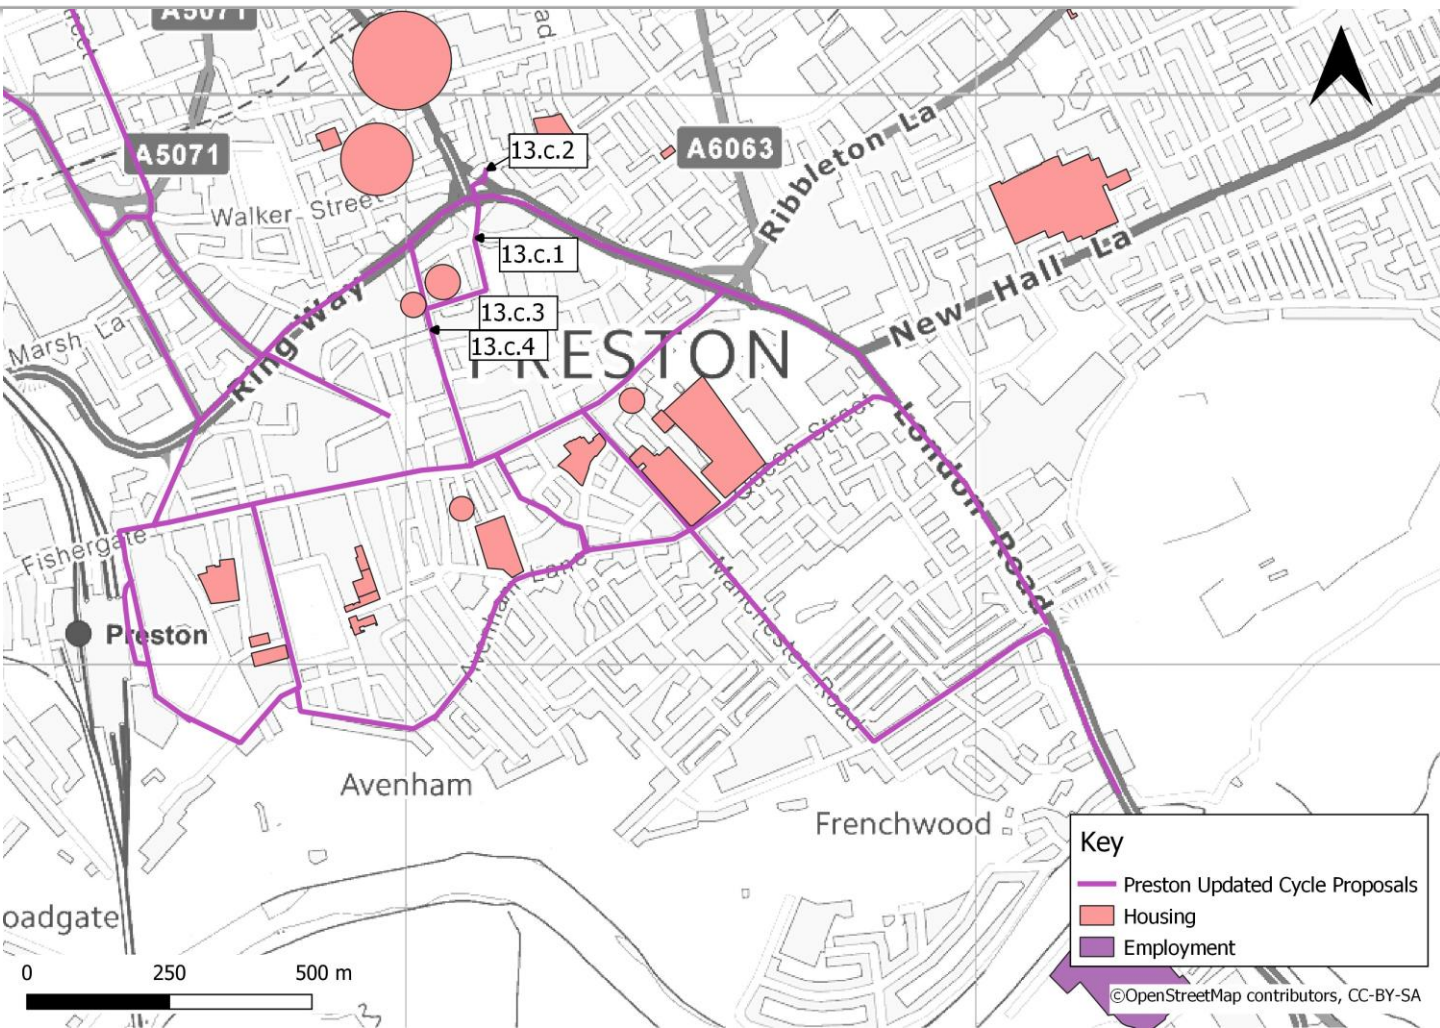 A5071
13.c.2
A5071
A6063
Ribbleton La
Walker Street
13.c.1
New Hall La
Marsh La
Ring Way
13.c.3
13.c.4
PRESTON
Queen Street
London Road
Fishergate
Lane
Manchester Road
Preston
Avenham
Frenchwood
oadgate
Key
Preston Updated Cycle Proposals
Housing
Employment
0 250 500 m
©OpenStreetMap contributors, CC-BY-SA